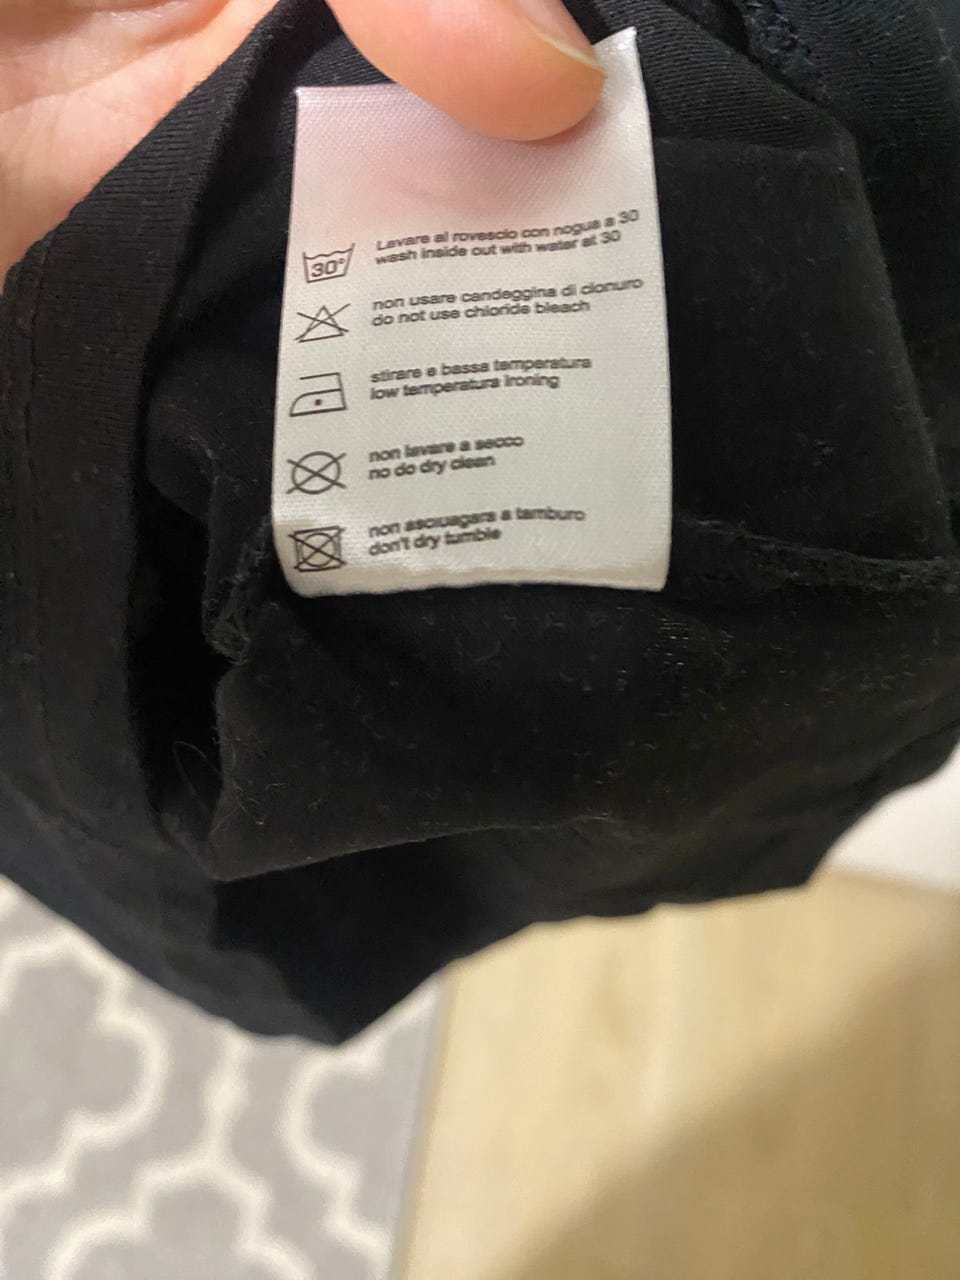 30°
Lavare al rovescio con nogua a 30
wash inside out with water at 30
non usare candeggina di clonuro
do not use chloride bleach
stirare e bassa temperatura
low temperatura ironing
non lavare a secco
no do dry clean
non asciuagara a tamburo
don't dry tumble